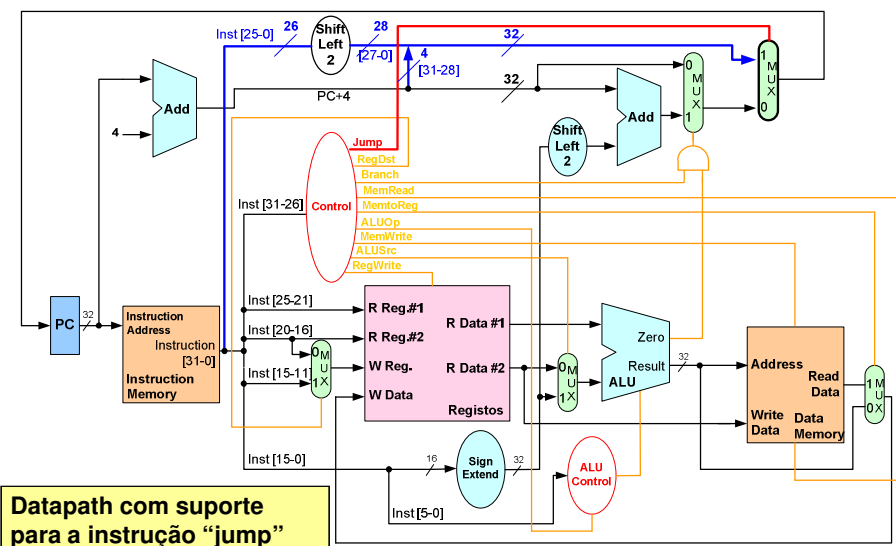 Inst [25-0]
26
Shift
Left
2
28
[27-0]
4
[31-28]
32
1
M
U
X
0
Add
4
PC+4
32
Shift
Left
2
Add
0
M
U
X
1
Control
Jump
RegDst
Branch
MemRead
MemtoReg
ALUOp
MemWrite
ALUSrc
RegWrite
Inst [31-26]
PC
32
Instruction
Address
Instruction
[31-0]
Instruction
Memory
Inst [25-21]
Inst [20-16]
Inst [15-11]
0
M
U
X
1
R Reg.#1
R Reg.#2
W Reg.
W Data
R Data #1
R Data #2
Registos
0
M
U
X
1
Zero
Result
ALU
32
Address
Read
Data
Write
Data
Data
Memory
1
M
U
X
0
Inst [15-0]
16
Sign
Extend
32
ALU
Control
Inst [5-0]
Datapath com suporte
para a instrução “jump”